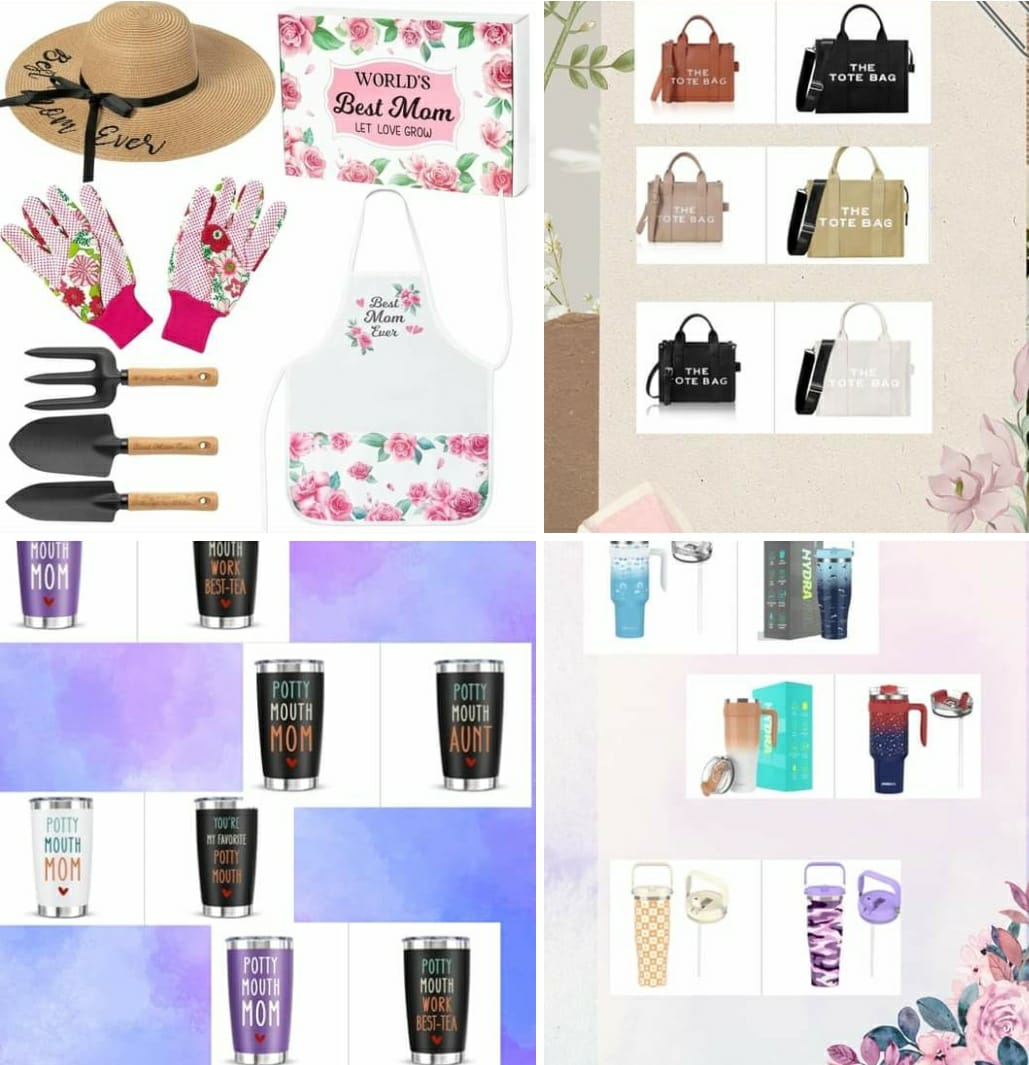 Best
Mom
Ever
WORLD'S
Best Mom
LET LOVE GROW
Best
Mom
Ever
THE
TOTE BAG
THE
TOTE BAG
THE
TOTE BAG
THE
TOTE BAG
THE
TOTE BAG
THE
TOTE BAG
MOUTH
MOM
MOUTH
WORK
BEST-TEA
POTTY
MOUTH
MOM
POTTY
MOUTH
AUNT
POTTY
MOUTH
MOM
YOU'RE
MY FAVORITE
POTTY
MOUTH
POTTY
MOUTH
MOM
POTTY
MOUTH
WORK
BEST-TEA
HYDRA
HYDRA